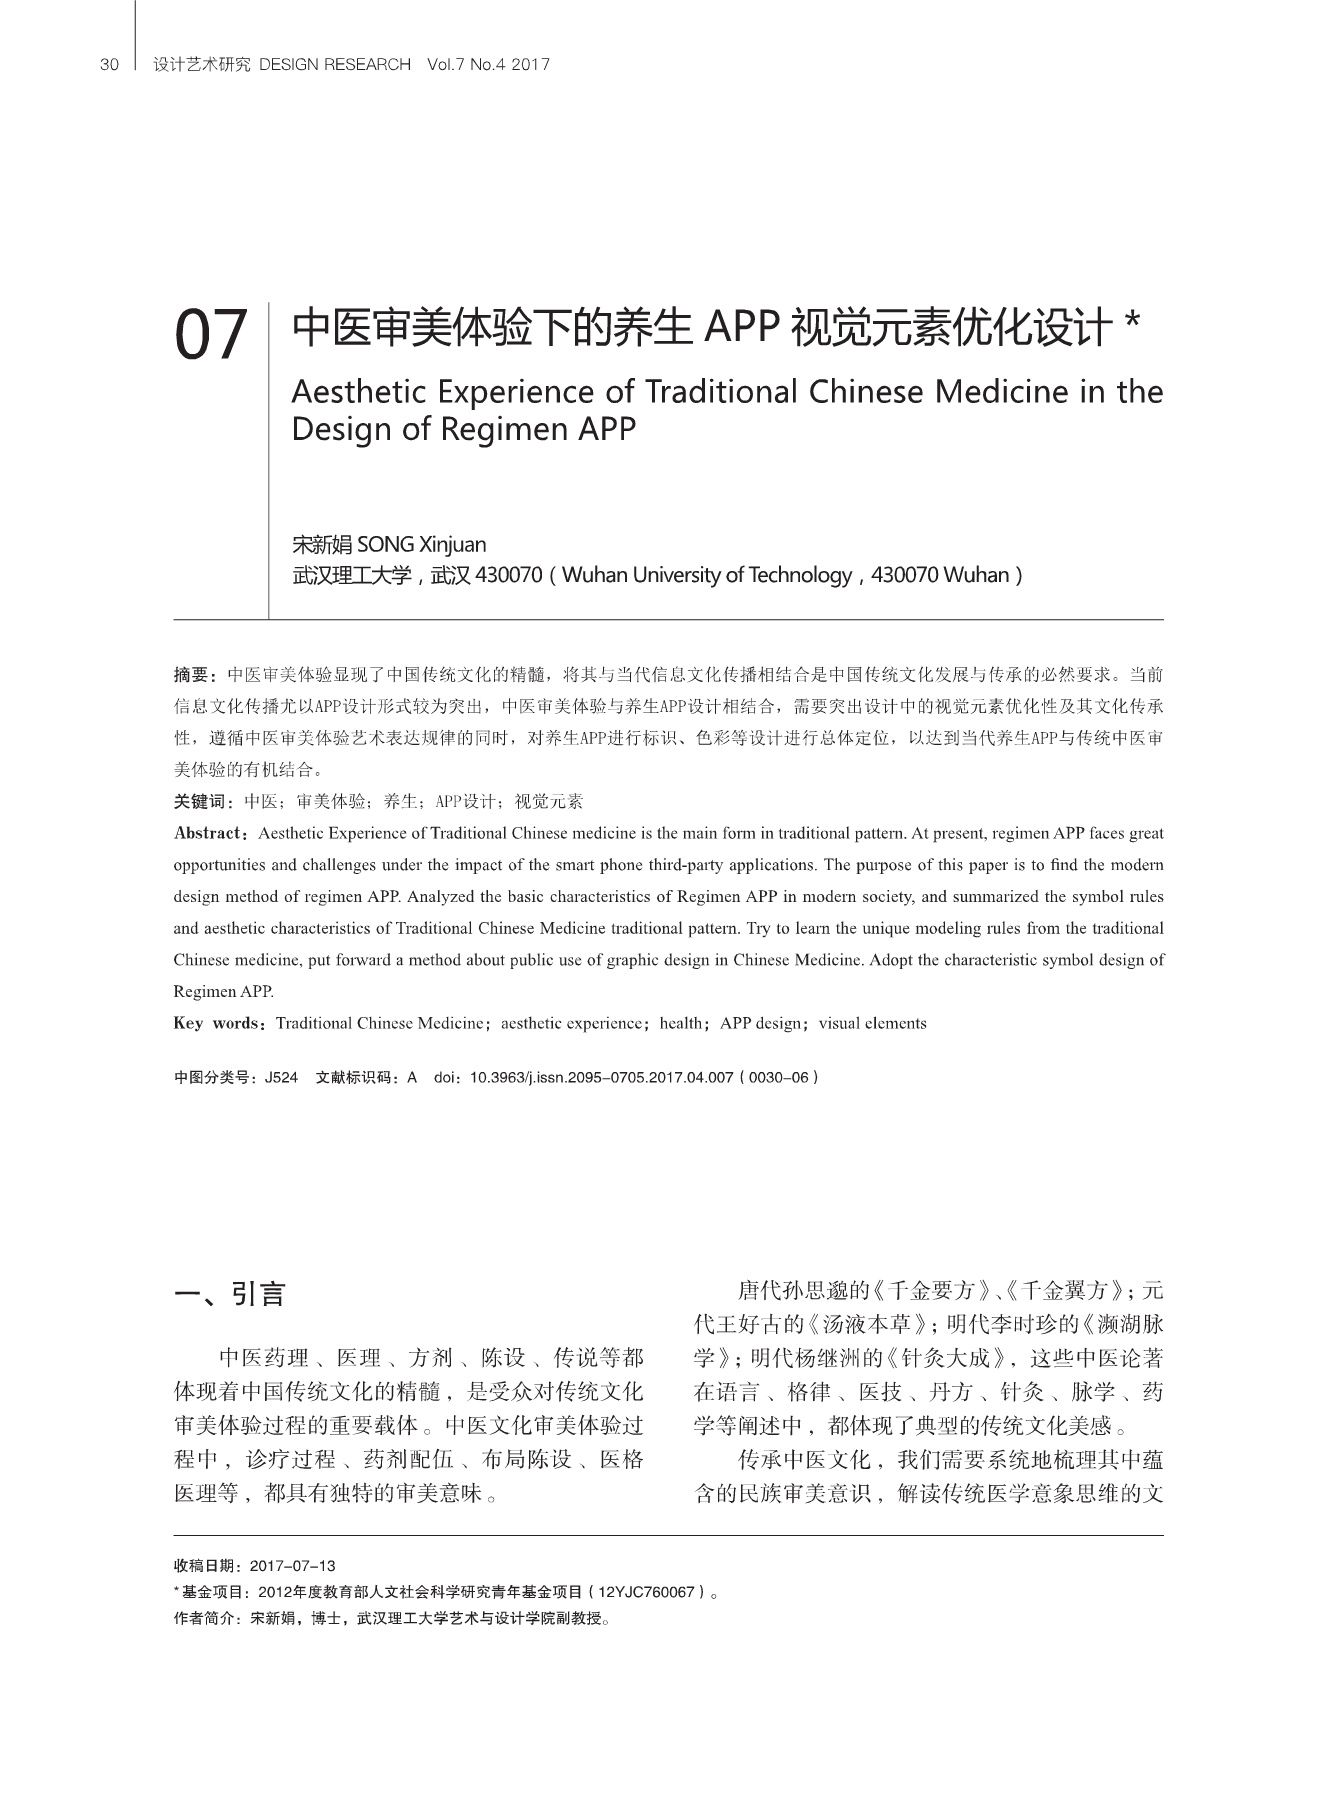 30 设计艺术研究 DESIGN RESEARCH Vol.7 No.4 2017
07
中医审美体验下的养生 APP 视觉元素优化设计 *
Aesthetic Experience of Traditional Chinese Medicine in the
Design of Regimen APP
宋新娟 SONG Xinjuan
武汉理工大学，武汉 430070（Wuhan University of Technology，430070 Wuhan）
摘要：中医审美体验显现了中国传统文化的精髓，将其与当代信息文化传播相结合是中国传统文化发展与传承的必然要求。当前
信息文化传播尤以APP设计形式较为突出，中医审美体验与养生APP设计相结合，需要突出设计中的视觉元素优化性及其文化传承
性，遵循中医审美体验艺术表达规律的同时，对养生APP进行标识、色彩等设计进行总体定位，以达到当代养生APP与传统中医审
美体验的有机结合。
关键词：中医；审美体验；养生；APP设计；视觉元素
Abstract：Aesthetic Experience of Traditional Chinese medicine is the main form in traditional pattern. At present, regimen APP faces great
opportunities and challenges under the impact of the smart phone third-party applications. The purpose of this paper is to find the modern
design method of regimen APP. Analyzed the basic characteristics of Regimen APP in modern society, and summarized the symbol rules
and aesthetic characteristics of Traditional Chinese Medicine traditional pattern. Try to learn the unique modeling rules from the traditional
Chinese medicine, put forward a method about public use of graphic design in Chinese Medicine. Adopt the characteristic symbol design of
Regimen APP.
Key words：Traditional Chinese Medicine；aesthetic experience；health；APP design；visual elements
中图分类号：J524 文献标识码：A doi：10.3963/j.issn.2095-0705.2017.04.007（0030-06）
一、引言
中医药理、医理、方剂、陈设、传说等都
体现着中国传统文化的精髓，是受众对传统文化
审美体验过程的重要载体。中医文化审美体验过
程中，诊疗过程、药剂配伍、布局陈设、医格
医理等，都具有独特的审美意味。
唐代孙思邈的《千金要方》、《千金翼方》；元
代王好古的《汤液本草》；明代李时珍的《濒湖脉
学》；明代杨继洲的《针灸大成》，这些中医论著
在语言、格律、医技、丹方、针灸、脉学、药
学等阐述中，都体现了典型的传统文化美感。
传承中医文化，我们需要系统地梳理其中蕴
含的民族审美意识，解读传统医学意象思维的文
收稿日期：2017-07-13
* 基金项目：2012年度教育部人文社会科学研究青年基金项目（12YJC760067）。
作者简介：宋新娟，博士，武汉理工大学艺术与设计学院副教授。